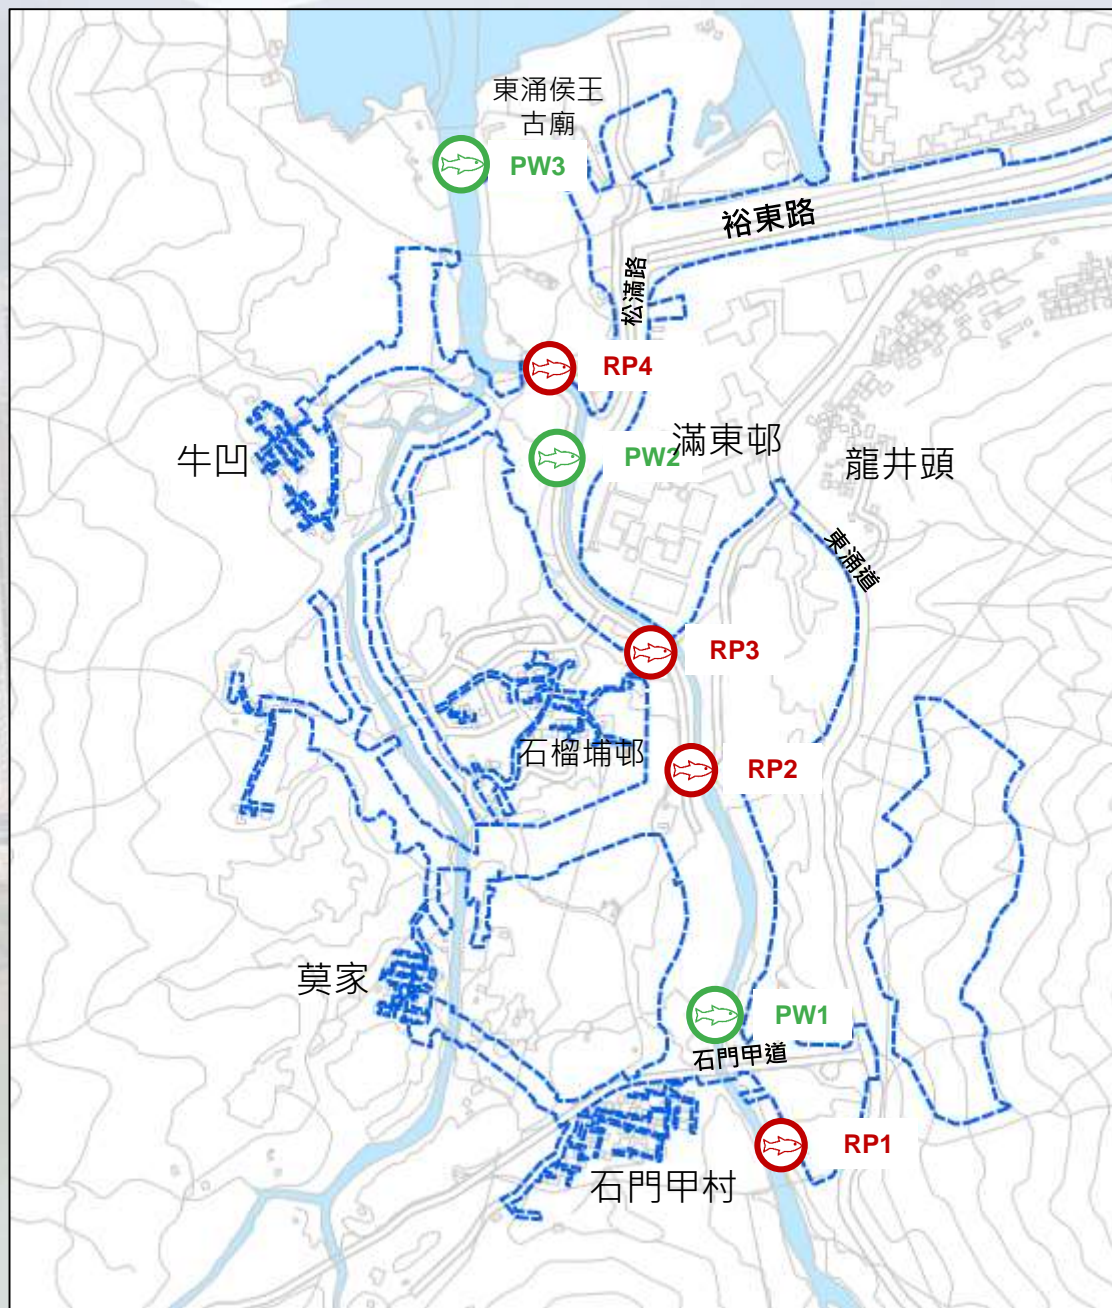 東涌侯王
古廟
PW3
裕東路
松滿路
RP4
滿東邨
PW2
牛凹
龍井頭
東涌道
RP3
石榴埔邨
RP2
莫家
PW1
石門甲道
RP1
石門甲村